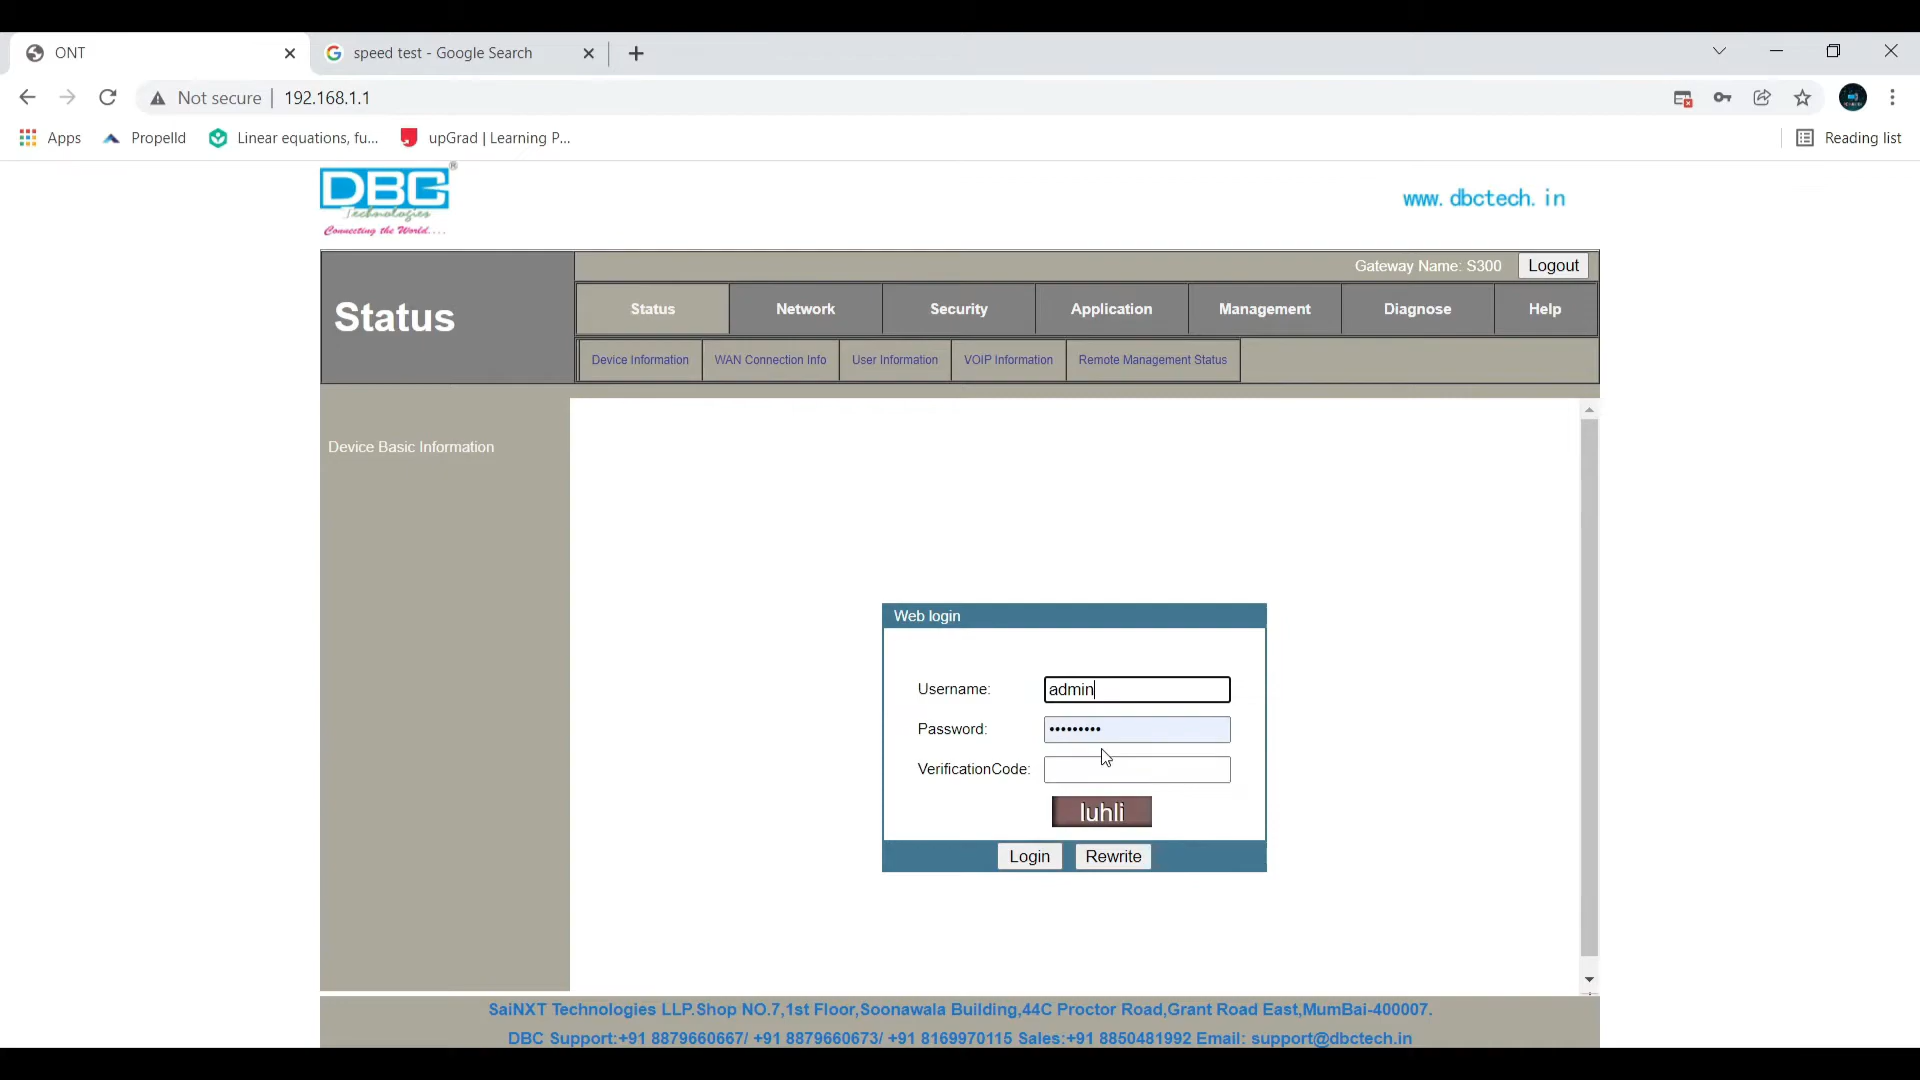 ONT
speed test - Google Search
Not secure
192.168.1.1
Apps
Propelld
Linear equations, fu...
upGrad | Learning P...
Reading list
DBC
Technologies
Connecting the World....
www.dbctech.in
Gateway Name: S300
Logout
Status
Status
Network
Security
Application
Management
Diagnose
Help
Device Information
WAN Connection Info
User Information
VOIP Information
Remote Management Status
Device Basic Information
Web login
Username:
admin
Password:
•••••••••
VerificationCode:
luhli
Login
Rewrite
SaiNXT Technologies LLP.Shop NO.7,1st Floor,Soonawala Building,44C Proctor Road,Grant Road East,MumBai-400007.
DBC Support:+91 8879660667/ +91 8879660673/ +91 8169970115 Sales:+91 8850481992 Email: support@dbctech.in